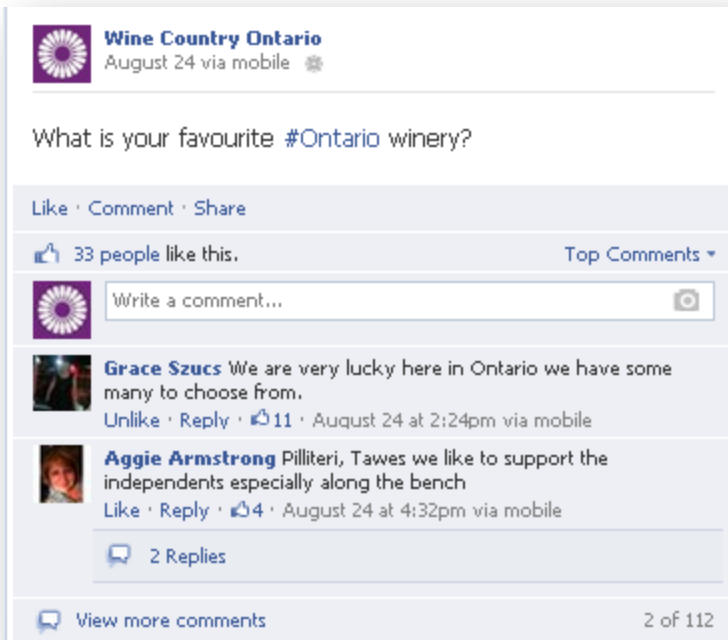 Wine Country Ontario
August 24 via mobile
What is your favourite #Ontario winery?
Like · Comment · Share
33 people like this.
Top Comments
Write a comment...
Grace Szucs We are very lucky here in Ontario we have some
many to choose from.
Unlike · Reply · 11 · August 24 at 2:24pm via mobile
Aggie Armstrong Pilliteri, Tawes we like to support the
independents especially along the bench
Like · Reply · 4 · August 24 at 4:32pm via mobile
2 Replies
View more comments
2 of 112